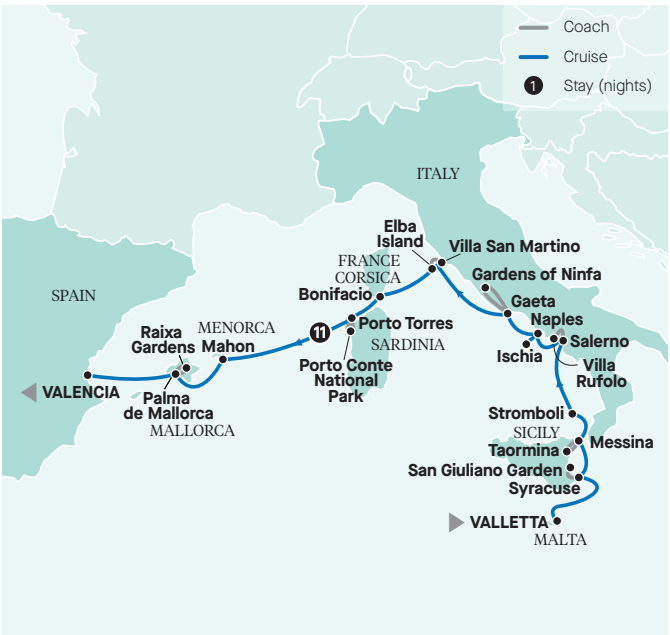 Coach
Cruise
1 Stay (nights)
ITALY
Elba
Island
Villa San Martino
FRANCE
CORSICA
Gardens of Ninfa
Bonifacio
Gaeta
SPAIN
Naples
11
Porto Torres
Raixa
Gardens
MENORCA
Mahon
SARDINIA
Salerno
Ischia
Porto Conte
National
Park
Villa
Rufolo
VALENCIA
Palma
de Mallorca
MALLORCA
Stromboli
SICILY
Messina
Taormina
San Giuliano Garden
Syracuse
VALLETTA
MALTA